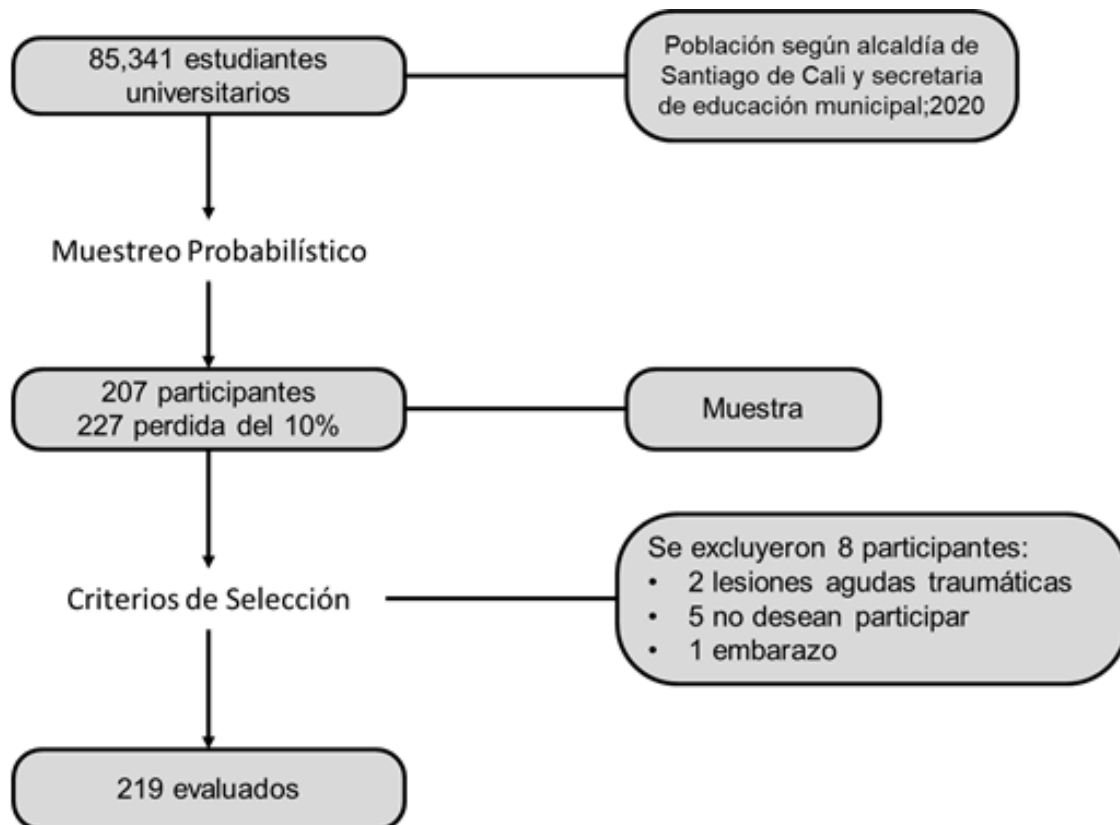 85,341 estudiantes
universitarios
Población según alcaldía de
Santiago de Cali y secretaria
de educación municipal;2020
Muestreo Probabilístico
207 participantes
227 perdida del 10%
Muestra
Criterios de Selección
Se excluyeron 8 participantes:
• 2 lesiones agudas traumáticas
• 5 no desean participar
• 1 embarazo
219 evaluados